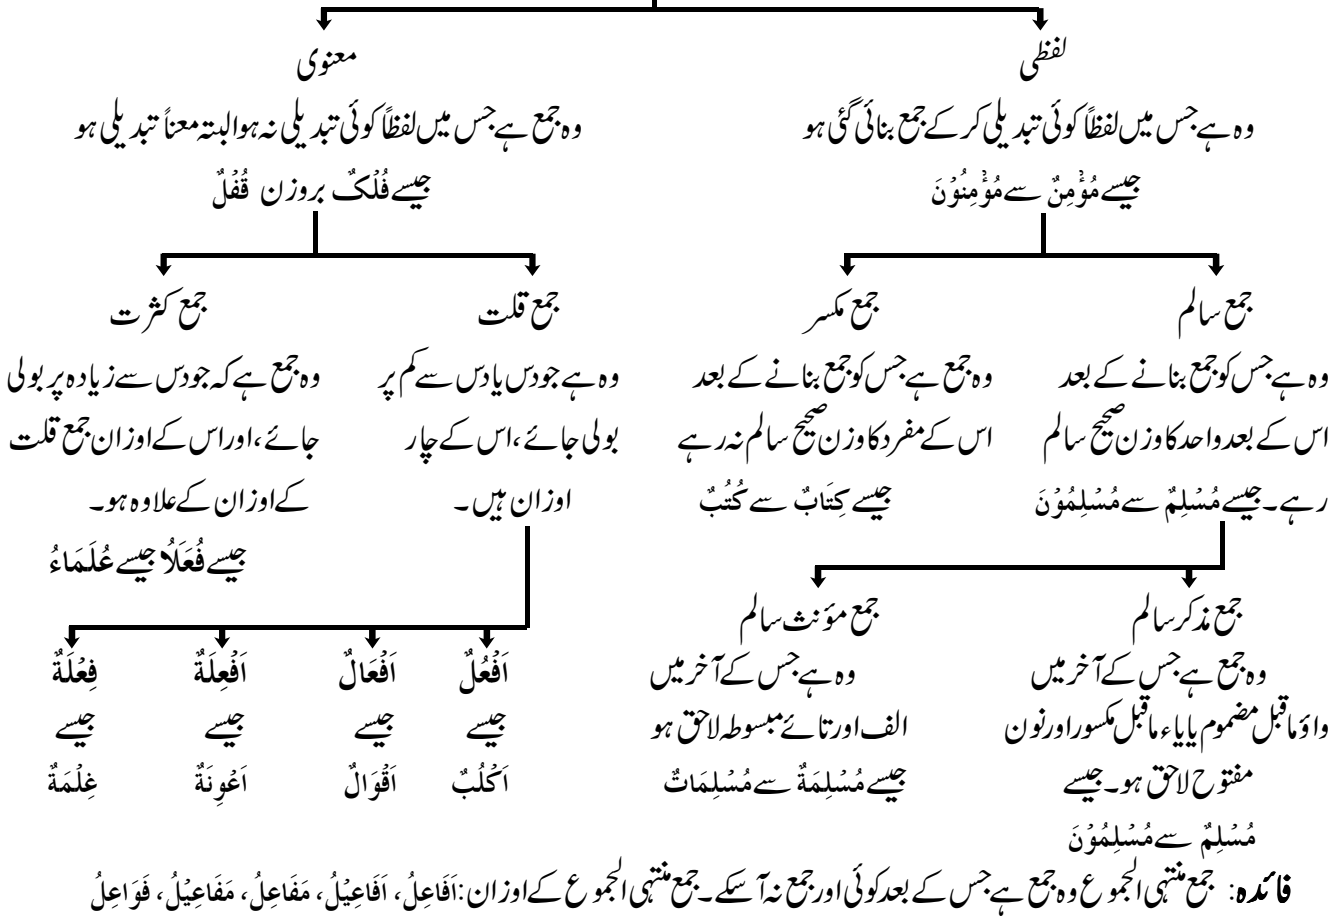 لفظی
معنوی
وہ ہے جس میں لفظاً کوئی تبدیلی کر کے جمع بنائی گئی ہو
وہ جمع ہے جس میں لفظاً کوئی تبدیلی نہ ہو البتہ معناً تبدیلی ہو
جیسے مُؤْمِنٌ سے مُؤْمِنُوْنَ
جیسے فُلْکٌ بروزن قُفْلٌ
جمع سالم
جمع مکسر
جمع قلت
جمع کثرت
وہ ہے جس کو جمع بنانے کے بعد
اس کے بعد واحد کا وزن صحیح سالم
رہے۔ جیسے مُسْلِمٌ سے مُسْلِمُوْنَ
وہ جمع ہے جس کو جمع بنانے کے بعد
اس کے مفرد کا وزن صحیح سالم نہ رہے
جیسے کِتَابٌ سے کُتُبٌ
وہ ہے جو دس یا دس سے کم پر
بولی جائے، اس کے چار
اوزان ہیں۔
وہ جمع ہے کہ جو دس سے زیادہ پر بولی
جائے، اور اس کے اوزان جمع قلت
کے اوزان کے علاوہ ہو۔
جیسے فُعَلَاُ جیسے عُلَمَاءُ
جمع مذکر سالم
وہ جمع ہے جس کے آخر میں
واؤ ماقبل مضموم یا یاء ماقبل مکسور اور نون
مفتوح لاحق ہو۔ جیسے
مُسْلِمٌ سے مُسْلِمُوْنَ
جمع مؤنث سالم
وہ ہے جس کے آخر میں
الف اور تائے مبسوطہ لاحق ہو
جیسے مُسْلِمَةٌ سے مُسْلِمَاتٌ
اَفْعُلٌ
جیسے
اَکْلُبٌ
اَفْعَالٌ
جیسے
اَقْوَالٌ
اَفْعِلَةٌ
جیسے
اَعْوِنَةٌ
فِعْلَةٌ
جیسے
غِلْمَةٌ
فائدہ: جمع منتہی الجموع وہ جمع ہے جس کے بعد کوئی اور جمع نہ آ سکے۔ جمع منتہی الجموع کے اوزان: اَفَاعِلُ، اَفَاعِیْلُ، مَفَاعِلُ، مَفَاعِیْلُ، فَوَاعِلُ